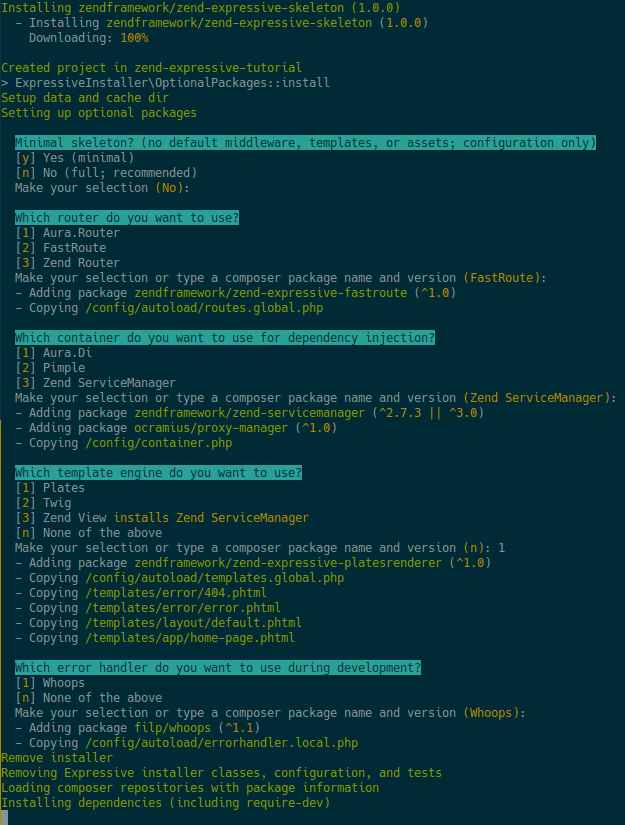 Installing zendframework/zend-expressive-skeleton (1.0.0)
- Installing zendframework/zend-expressive-skeleton (1.0.0)
Downloading: 100%
Created project in zend-expressive-tutorial
> ExpressiveInstaller\OptionalPackages::install
Setup data and cache dir
Setting up optional packages
Minimal skeleton? (no default middleware, templates, or assets; configuration only)
[y] Yes (minimal)
[n] No (full; recommended)
Make your selection (No):
Which router do you want to use?
[1] Aura.Router
[2] FastRoute
[3] Zend Router
Make your selection or type a composer package name and version (FastRoute):
- Adding package zendframework/zend-expressive-fastroute (^1.0)
- Copying /config/autoload/routes.global.php
Which container do you want to use for dependency injection?
[1] Aura.Di
[2] Pimple
[3] Zend ServiceManager
Make your selection or type a composer package name and version (Zend ServiceManager):
- Adding package zendframework/zend-servicemanager (^2.7.3 || ^3.0)
- Adding package ocramius/proxy-manager (^1.0)
- Copying /config/container.php
Which template engine do you want to use?
[1] Plates
[2] Twig
[3] Zend View installs Zend ServiceManager
[n] None of the above
Make your selection or type a composer package name and version (n): 1
- Adding package zendframework/zend-expressive-platesrenderer (^1.0)
- Copying /config/autoload/templates.global.php
- Copying /templates/error/404.phtml
- Copying /templates/error/error.phtml
- Copying /templates/layout/default.phtml
- Copying /templates/app/home-page.phtml
Which error handler do you want to use during development?
[1] Whoops
[n] None of the above
Make your selection or type a composer package name and version (Whoops):
- Adding package filp/whoops (^1.1)
- Copying /config/autoload/errorhandler.local.php
Remove installer
Removing Expressive installer classes, configuration, and tests
Loading composer repositories with package information
Installing dependencies (including require-dev)